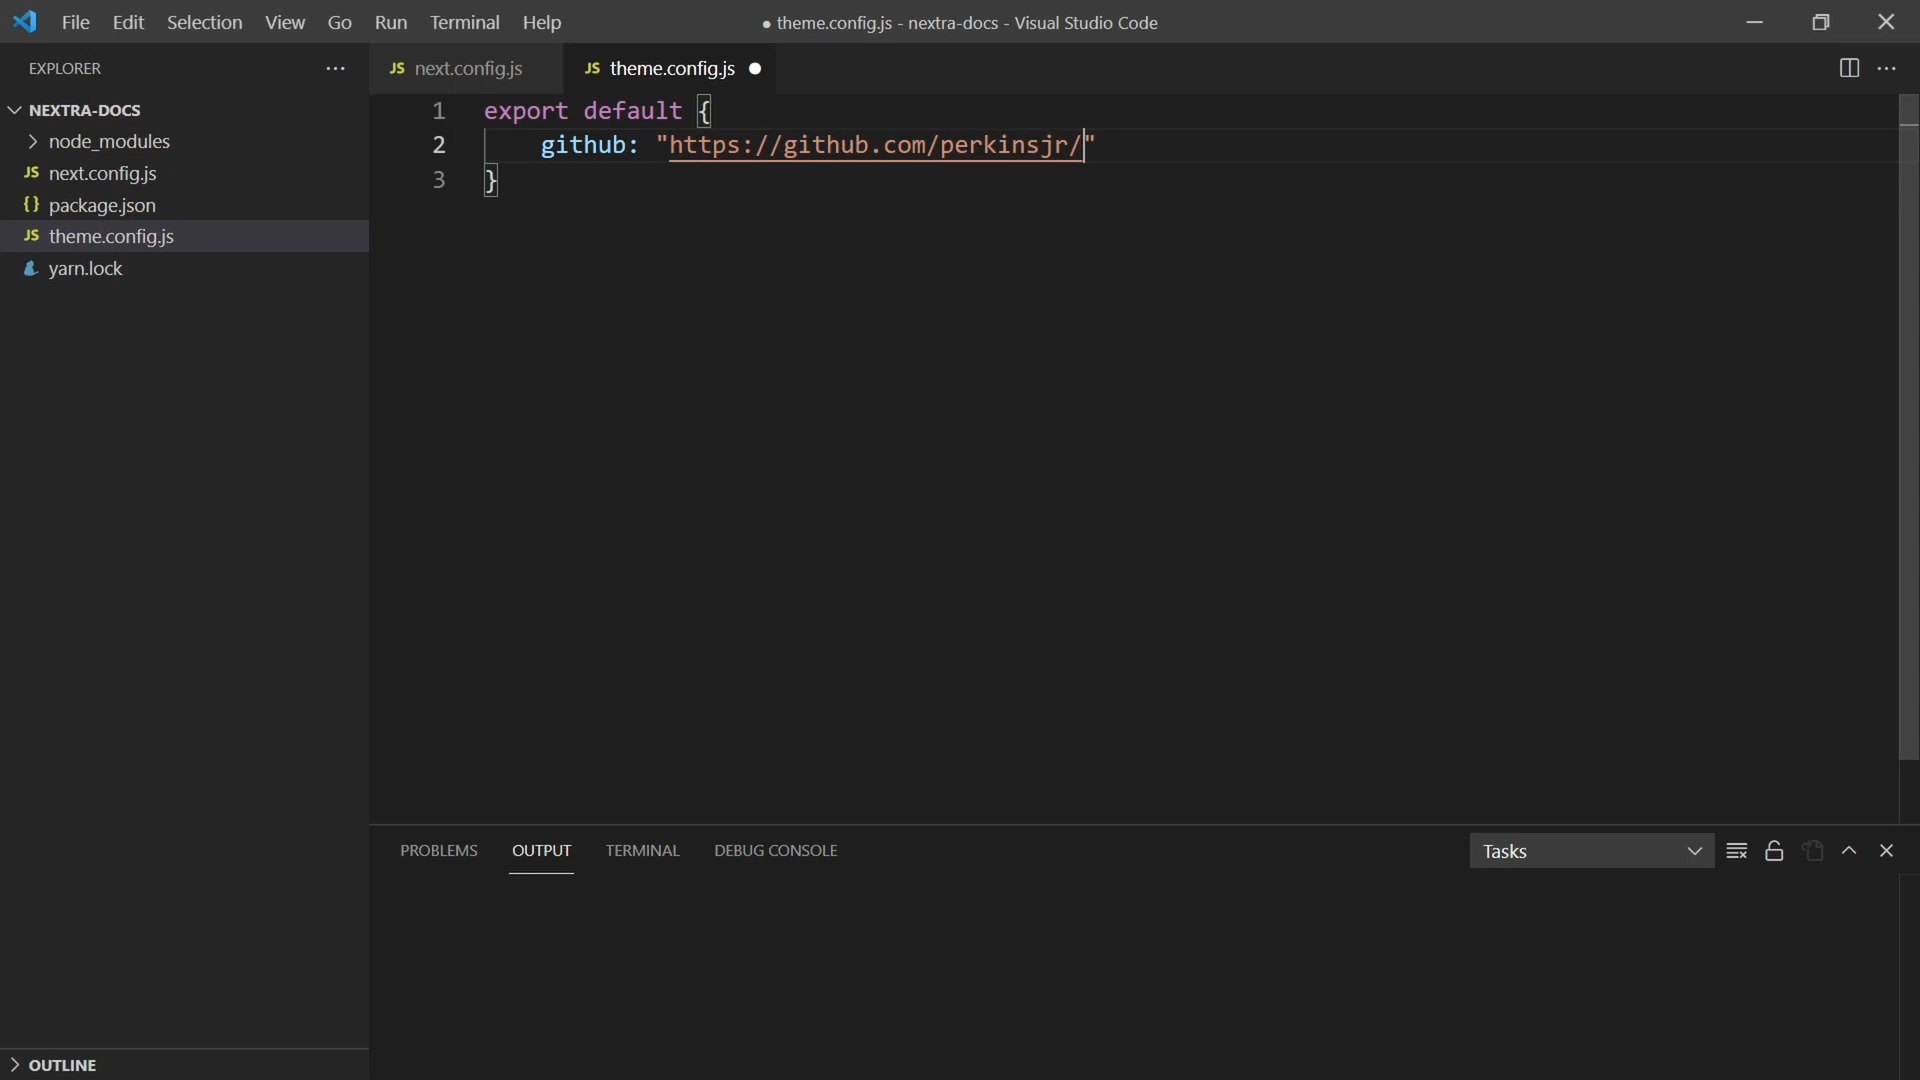 File Edit Selection View Go Run Terminal Help
● theme.config.js - nextra-docs - Visual Studio Code
EXPLORER
JS next.config.js
JS theme.config.js
NEXTRA-DOCS
node_modules
JS next.config.js
{} package.json
JS theme.config.js
yarn.lock
1 export default {
2 github: "https://github.com/perkinsjr/"
3 }
PROBLEMS OUTPUT TERMINAL DEBUG CONSOLE
Tasks
OUTLINE